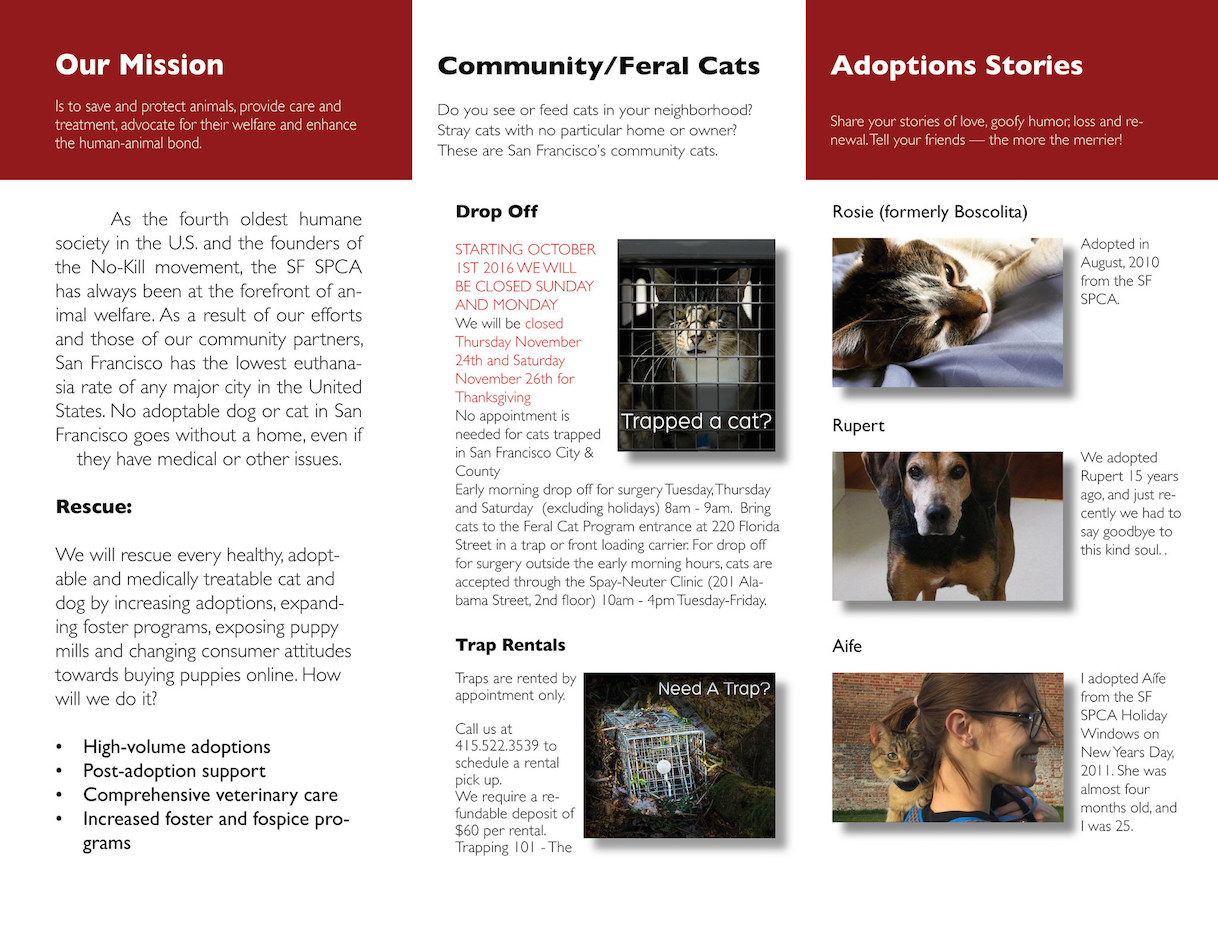 Our Mission
Is to save and protect animals, provide care and
treatment, advocate for their welfare and enhance
the human-animal bond.
As the fourth oldest humane
society in the U.S. and the founders of
the No-Kill movement, the SF SPCA
has always been at the forefront of an-
imal welfare. As a result of our efforts
and those of our community partners,
San Francisco has the lowest euthana-
sia rate of any major city in the United
States. No adoptable dog or cat in San
Francisco goes without a home, even if
they have medical or other issues.
Rescue:
We will rescue every healthy, adopt-
able and medically treatable cat and
dog by increasing adoptions, expand-
ing foster programs, exposing puppy
mills and changing consumer attitudes
towards buying puppies online. How
will we do it?
• High-volume adoptions
• Post-adoption support
• Comprehensive veterinary care
• Increased foster and fospice pro-
grams
Community/Feral Cats
Do you see or feed cats in your neighborhood?
Stray cats with no particular home or owner?
These are San Francisco's community cats.
Drop Off
STARTING OCTOBER
1ST 2016 WE WILL
BE CLOSED SUNDAY
AND MONDAY
We will be closed
Thursday November
24th and Saturday
November 26th for
Thanksgiving
No appointment is
needed for cats trapped
in San Francisco City &
County
Trapped a cat?
Early morning drop off for surgery Tuesday, Thursday
and Saturday (excluding holidays) 8am - 9am. Bring
cats to the Feral Cat Program entrance at 220 Florida
Street in a trap or front loading carrier. For drop off
for surgery outside the early morning hours, cats are
accepted through the Spay-Neuter Clinic (201 Ala-
bama Street, 2nd floor) 10am - 4pm Tuesday-Friday.
Trap Rentals
Traps are rented by
appointment only.
Call us at
415.522.3539 to
schedule a rental
pick up.
We require a re-
fundable deposit of
$60 per rental.
Trapping 101 - The
Need A Trap?
Adoptions Stories
Share your stories of love, goofy humor, loss and re-
newal. Tell your friends — the more the merrier!
Rosie (formerly Boscolita)
Adopted in
August, 2010
from the SF
SPCA.
Rupert
We adopted
Rupert 15 years
ago, and just re-
cently we had to
say goodbye to
this kind soul. .
Aife
I adopted Aife
from the SF
SPCA Holiday
Windows on
New Years Day,
2011. She was
almost four
months old, and
I was 25.